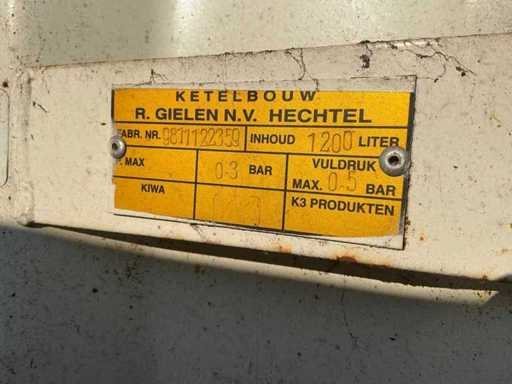 KETELBOUW
R. GIELEN N.V. HECHTEL
FABR. NR. 9811122359 INHOUD 1200 LITER
MAX 0-3 BAR VULDRUK
MAX. 0-5 BAR
KIWA K3 PRODUKTEN